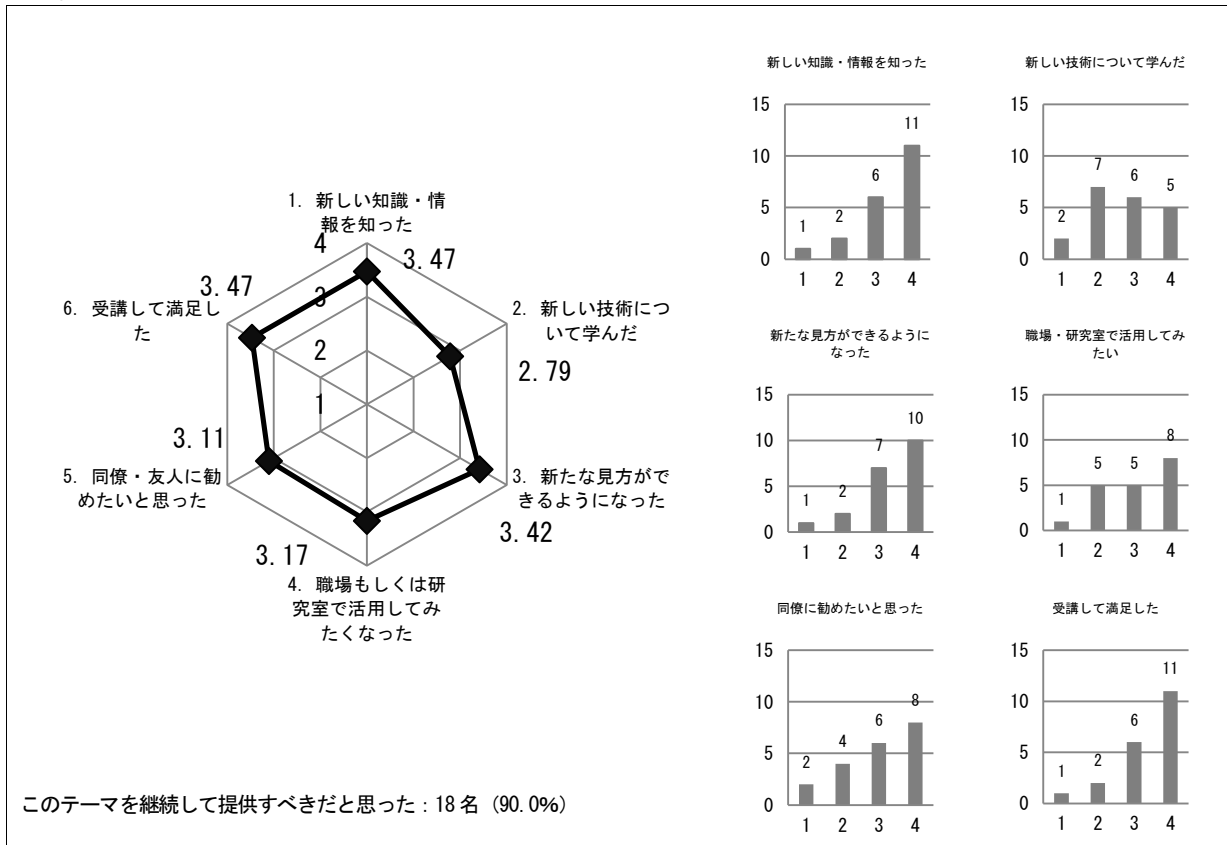 1. 新しい知識・情
報を知った
4
3.47
3
2
1
2. 新しい技術につ
いて学んだ
2.79
3. 新たな見方がで
きるようになった
3.42
4. 職場もしくは研
究室で活用してみ
たくなった
3.17
5. 同僚・友人に勧
めたいと思った
3.11
6. 受講して満足し
た
3.47
このテーマを継続して提供すべきだと思った：18 名（90.0%）
新しい知識・情報を知った
15
10
5
0
1
2
6
11
1 2 3 4
新しい技術について学んだ
15
10
5
0
2
7
6
5
1 2 3 4
新たな見方ができるように
なった
15
10
5
0
1
2
7
10
1 2 3 4
職場・研究室で活用してみ
たい
15
10
5
0
1
5
5
8
1 2 3 4
同僚に勧めたいと思った
15
10
5
0
2
4
6
8
1 2 3 4
受講して満足した
15
10
5
0
1
2
6
11
1 2 3 4